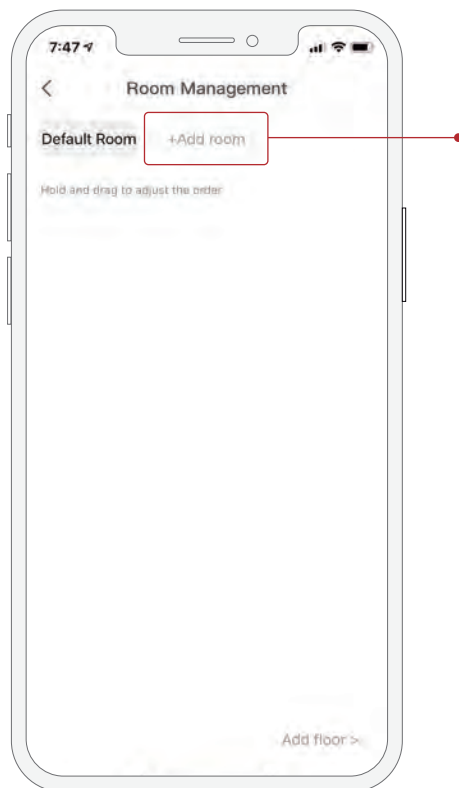 7:47
Room Management
Default Room +Add room
Hold and drag to adjust the order
Add floor >